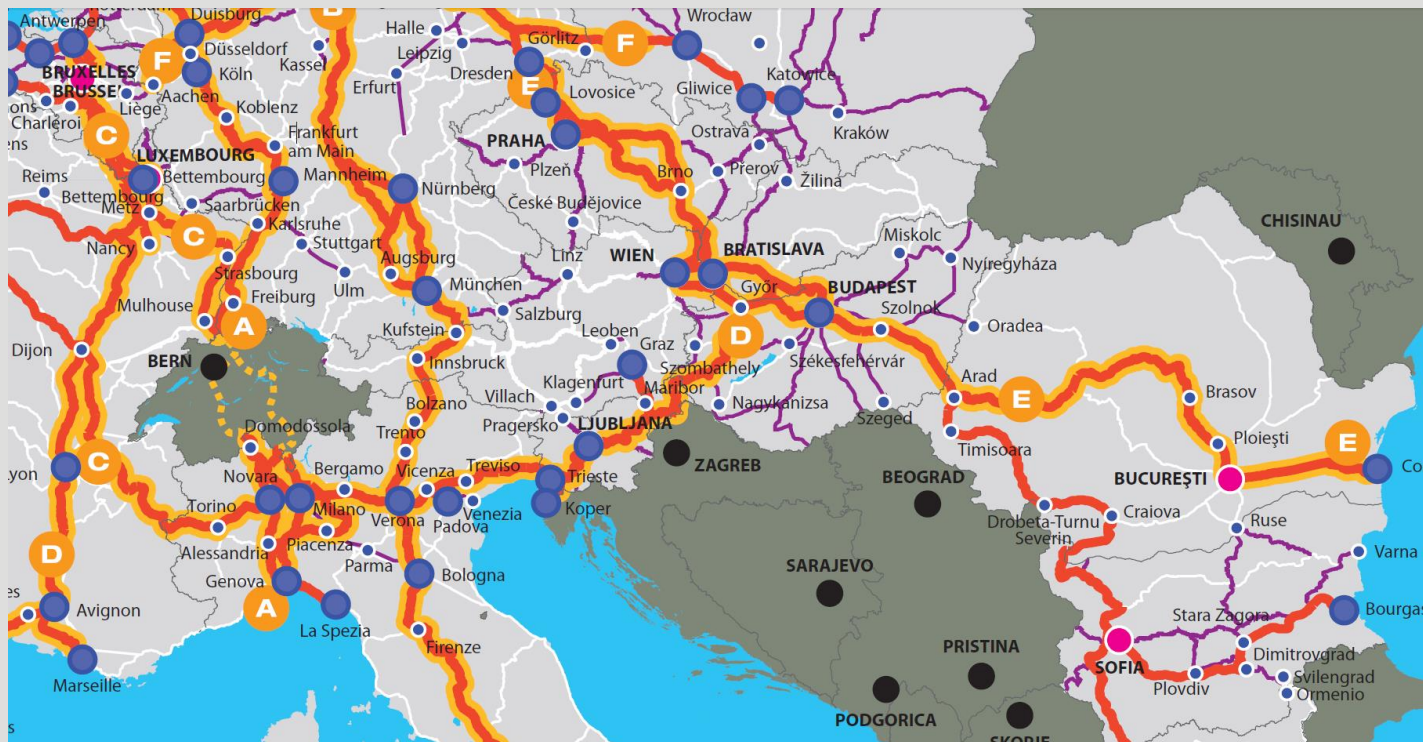 Antwerpen
Duisburg
Halle
Wrocław
Görlitz
F
Leipzig
Düsseldorf
F
Kassel
Dresden
BRUXELLES
Köln
Erfurt
E
Lovosice
Gliwice
Katowice
Liège
Aachen
Koblenz
Charleroi
C
Ostrava
Kraków
Frankfurt
am Main
PRAHA
LUXEMBOURG
Reims
Bettembourg
Mannheim
Nürnberg
Plzeň
Brno
Přerov
Žilina
Bettembourg
Metz
Saarbrücken
České Budějovice
Karlsruhe
CHISINAU
Nancy
C
Stuttgart
Miskolc
Strasbourg
Augsburg
Linz
WIEN
BRATISLAVA
Nyíregyháza
Mulhouse
Freiburg
Ulm
München
Győr
BUDAPEST
Salzburg
Szolnok
A
Kufstein
Leoben
D
Oradea
Dijon
BERN
Innsbruck
Graz
Székesfehérvár
Szombathely
Klagenfurt
Maribor
Arad
Villach
Nagykanizsa
E
Brasov
Bolzano
Szeged
Pragersko
LJUBLJANA
Domodossola
Trento
Timisoara
Ploieşti
E
C
ZAGREB
Bergamo
Vicenza
Treviso
Novara
Trieste
BEOGRAD
BUCUREŞTI
Torino
Milano
Verona
Venezia
Koper
Padova
Drobeta-Turnu
Severin
Craiova
Ruse
Alessandria
Piacenza
D
Parma
Varna
SARAJEVO
Genova
Bologna
Avignon
A
Bourgas
La Spezia
Stara Zagora
Firenze
PRISTINA
Dimitrovgrad
SOFIA
Svilengrad
Marseille
Plovdiv
Ormenio
PODGORICA